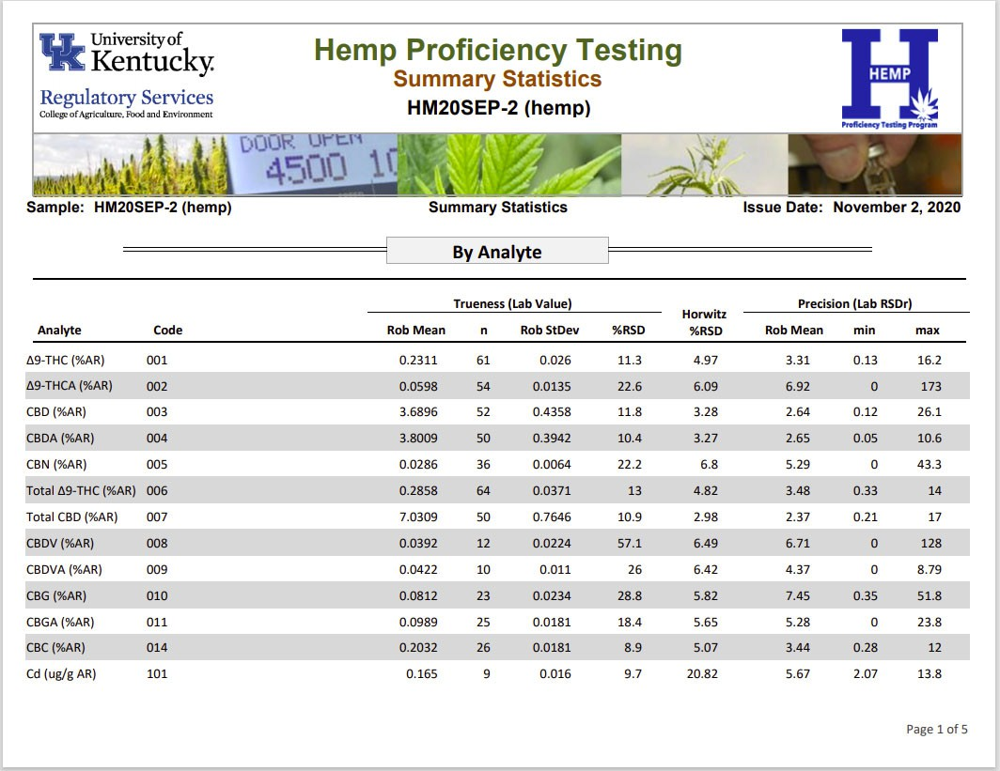 University of
Kentucky.
Regulatory Services
College of Agriculture, Food and Environment
Hemp Proficiency Testing
Summary Statistics
HM20SEP-2 (hemp)
HEMP
Proficiency Testing Program
DOOR OPEN
4500 10
Sample: HM20SEP-2 (hemp) Summary Statistics Issue Date: November 2, 2020
By Analyte
Trueness (Lab Value) Horwitz Precision (Lab RSDr)
Analyte Code Rob Mean n Rob StDev %RSD %RSD Rob Mean min max
Δ9-THC (%AR) 001 0.2311 61 0.026 11.3 4.97 3.31 0.13 16.2
Δ9-THCA (%AR) 002 0.0598 54 0.0135 22.6 6.09 6.92 0 173
CBD (%AR) 003 3.6896 52 0.4358 11.8 3.28 2.64 0.12 26.1
CBDA (%AR) 004 3.8009 50 0.3942 10.4 3.27 2.65 0.05 10.6
CBN (%AR) 005 0.0286 36 0.0064 22.2 6.8 5.29 0 43.3
Total Δ9-THC (%AR) 006 0.2858 64 0.0371 13 4.82 3.48 0.33 14
Total CBD (%AR) 007 7.0309 50 0.7646 10.9 2.98 2.37 0.21 17
CBDV (%AR) 008 0.0392 12 0.0224 57.1 6.49 6.71 0 128
CBDVA (%AR) 009 0.0422 10 0.011 26 6.42 4.37 0 8.79
CBG (%AR) 010 0.0812 23 0.0234 28.8 5.82 7.45 0.35 51.8
CBGA (%AR) 011 0.0989 25 0.0181 18.4 5.65 5.28 0 23.8
CBC (%AR) 014 0.2032 26 0.0181 8.9 5.07 3.44 0.28 12
Cd (ug/g AR) 101 0.165 9 0.016 9.7 20.82 5.67 2.07 13.8
Page 1 of 5